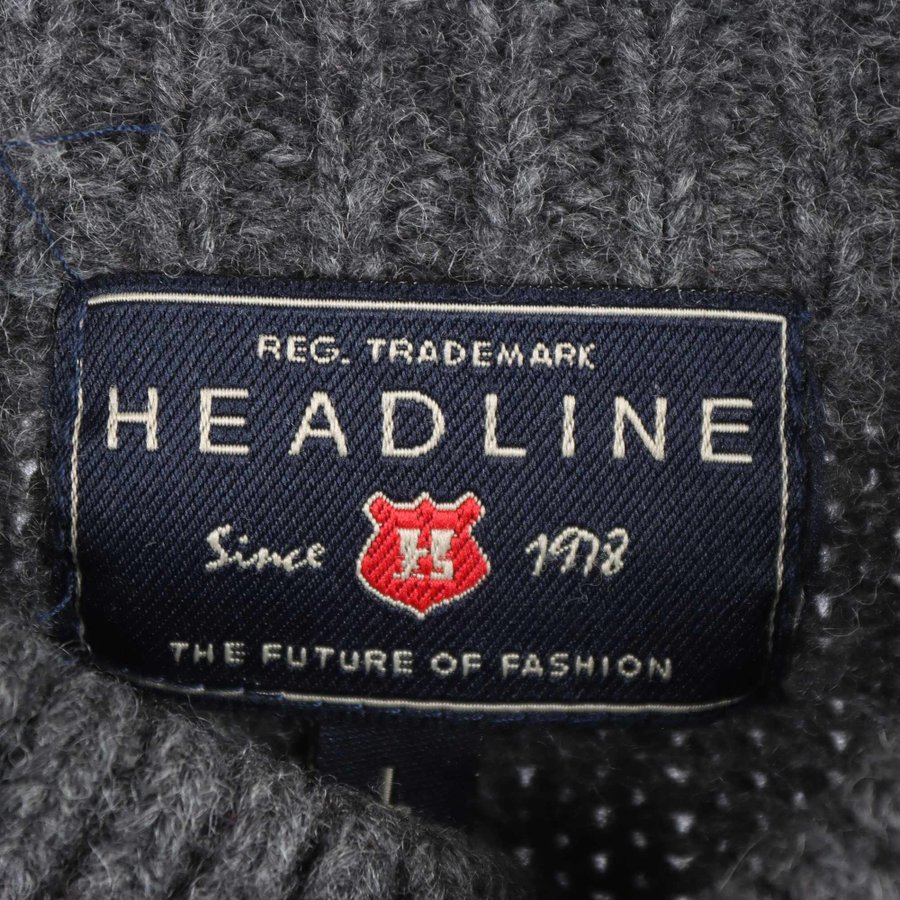 REG. TRADEMARK
HEADLINE
Since 1978
THE FUTURE OF FASHION